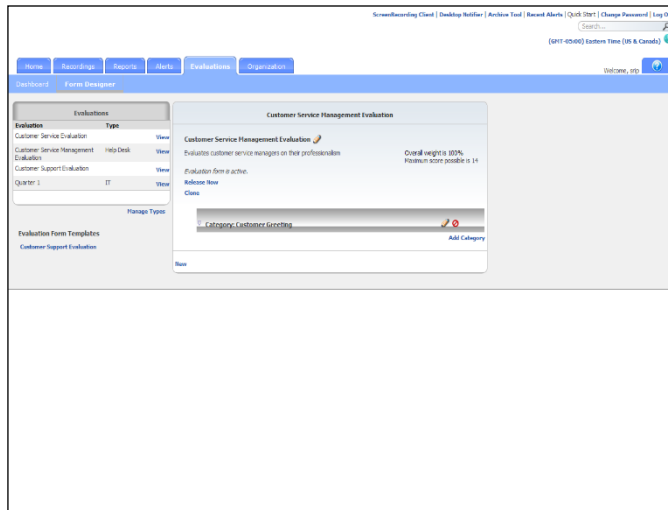 ScreenRecording Client | Desktop Notifier | Archive Tool | Recent Alerts | Quick Start | Change Password | Log O
Search...
(GMT-05:00) Eastern Time (US & Canada)
Home Recordings Reports Alerts Evaluations Organization
Welcome, srip
Dashboard Form Designer
Evaluations
Evaluation Type
Customer Service Evaluation View
Customer Service Management Evaluation Help Desk View
Customer Support Evaluation View
Quarter 1 IT View
Manage Types
Evaluation Form Templates
Customer Support Evaluation
Customer Service Management Evaluation
Customer Service Management Evaluation
Evaluates customer service managers on their professionalism
Overall weight is 100%
Maximum score possible is 14
Evaluation form is active.
Release Now
Clone
Category: Customer Greeting
Add Category
New